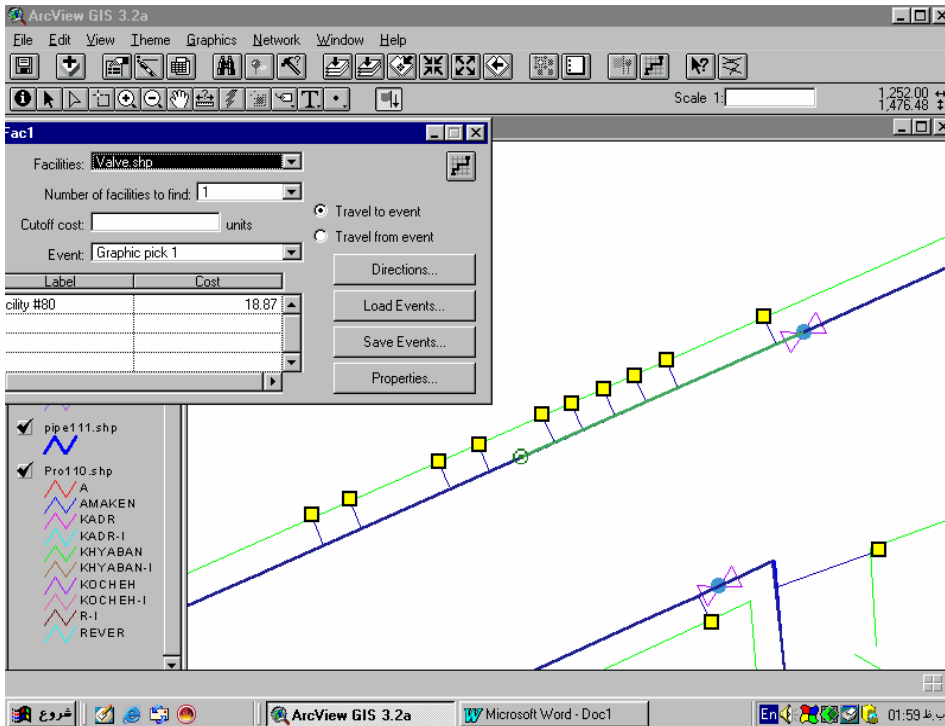 ArcView GIS 3.2a
File Edit View Theme Graphics Network Window Help
Scale 1:
1,252.00
1,476.48
Fac1
Facilities: Valve.shp
Number of facilities to find: 1
Cutoff cost: units
Event: Graphic pick 1
Travel to event
Travel from event
Directions...
Load Events...
Save Events...
Properties...
Label Cost
cility #80 18.87
pipe111.shp
Pro110.shp
A
AMAKEN
KADR
KADR-I
KHYABAN
KHYABAN-I
KOCHEH
KOCHEH-I
R-I
REVER
شروع ArcView GIS 3.2a Microsoft Word - Doc1 En 01:59 ب.ظ